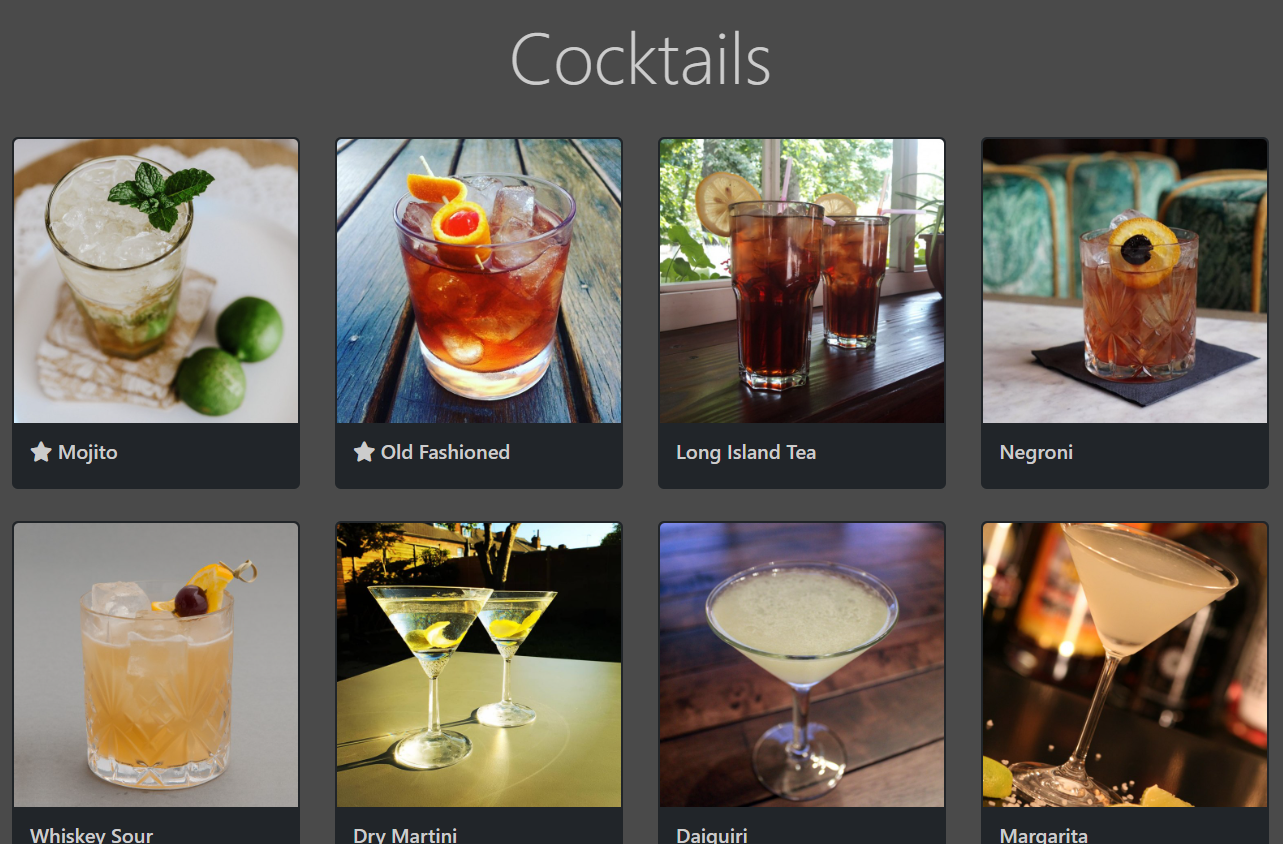 Cocktails
Mojito
Old Fashioned
Long Island Tea
Negroni
Whiskey Sour
Dry Martini
Daiquiri
Margarita